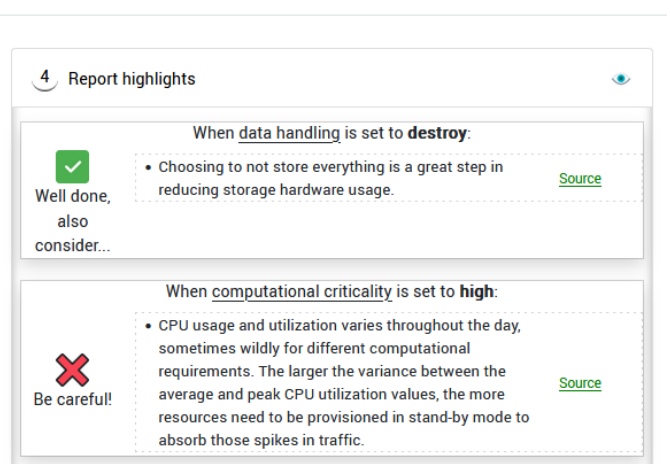 4 Report highlights
When data handling is set to destroy:
Well done,
also
consider...
• Choosing to not store everything is a great step in
reducing storage hardware usage.
Source
When computational criticality is set to high:
Be careful!
• CPU usage and utilization varies throughout the day,
sometimes wildly for different computational
requirements. The larger the variance between the
average and peak CPU utilization values, the more
resources need to be provisioned in stand-by mode to
absorb those spikes in traffic.
Source